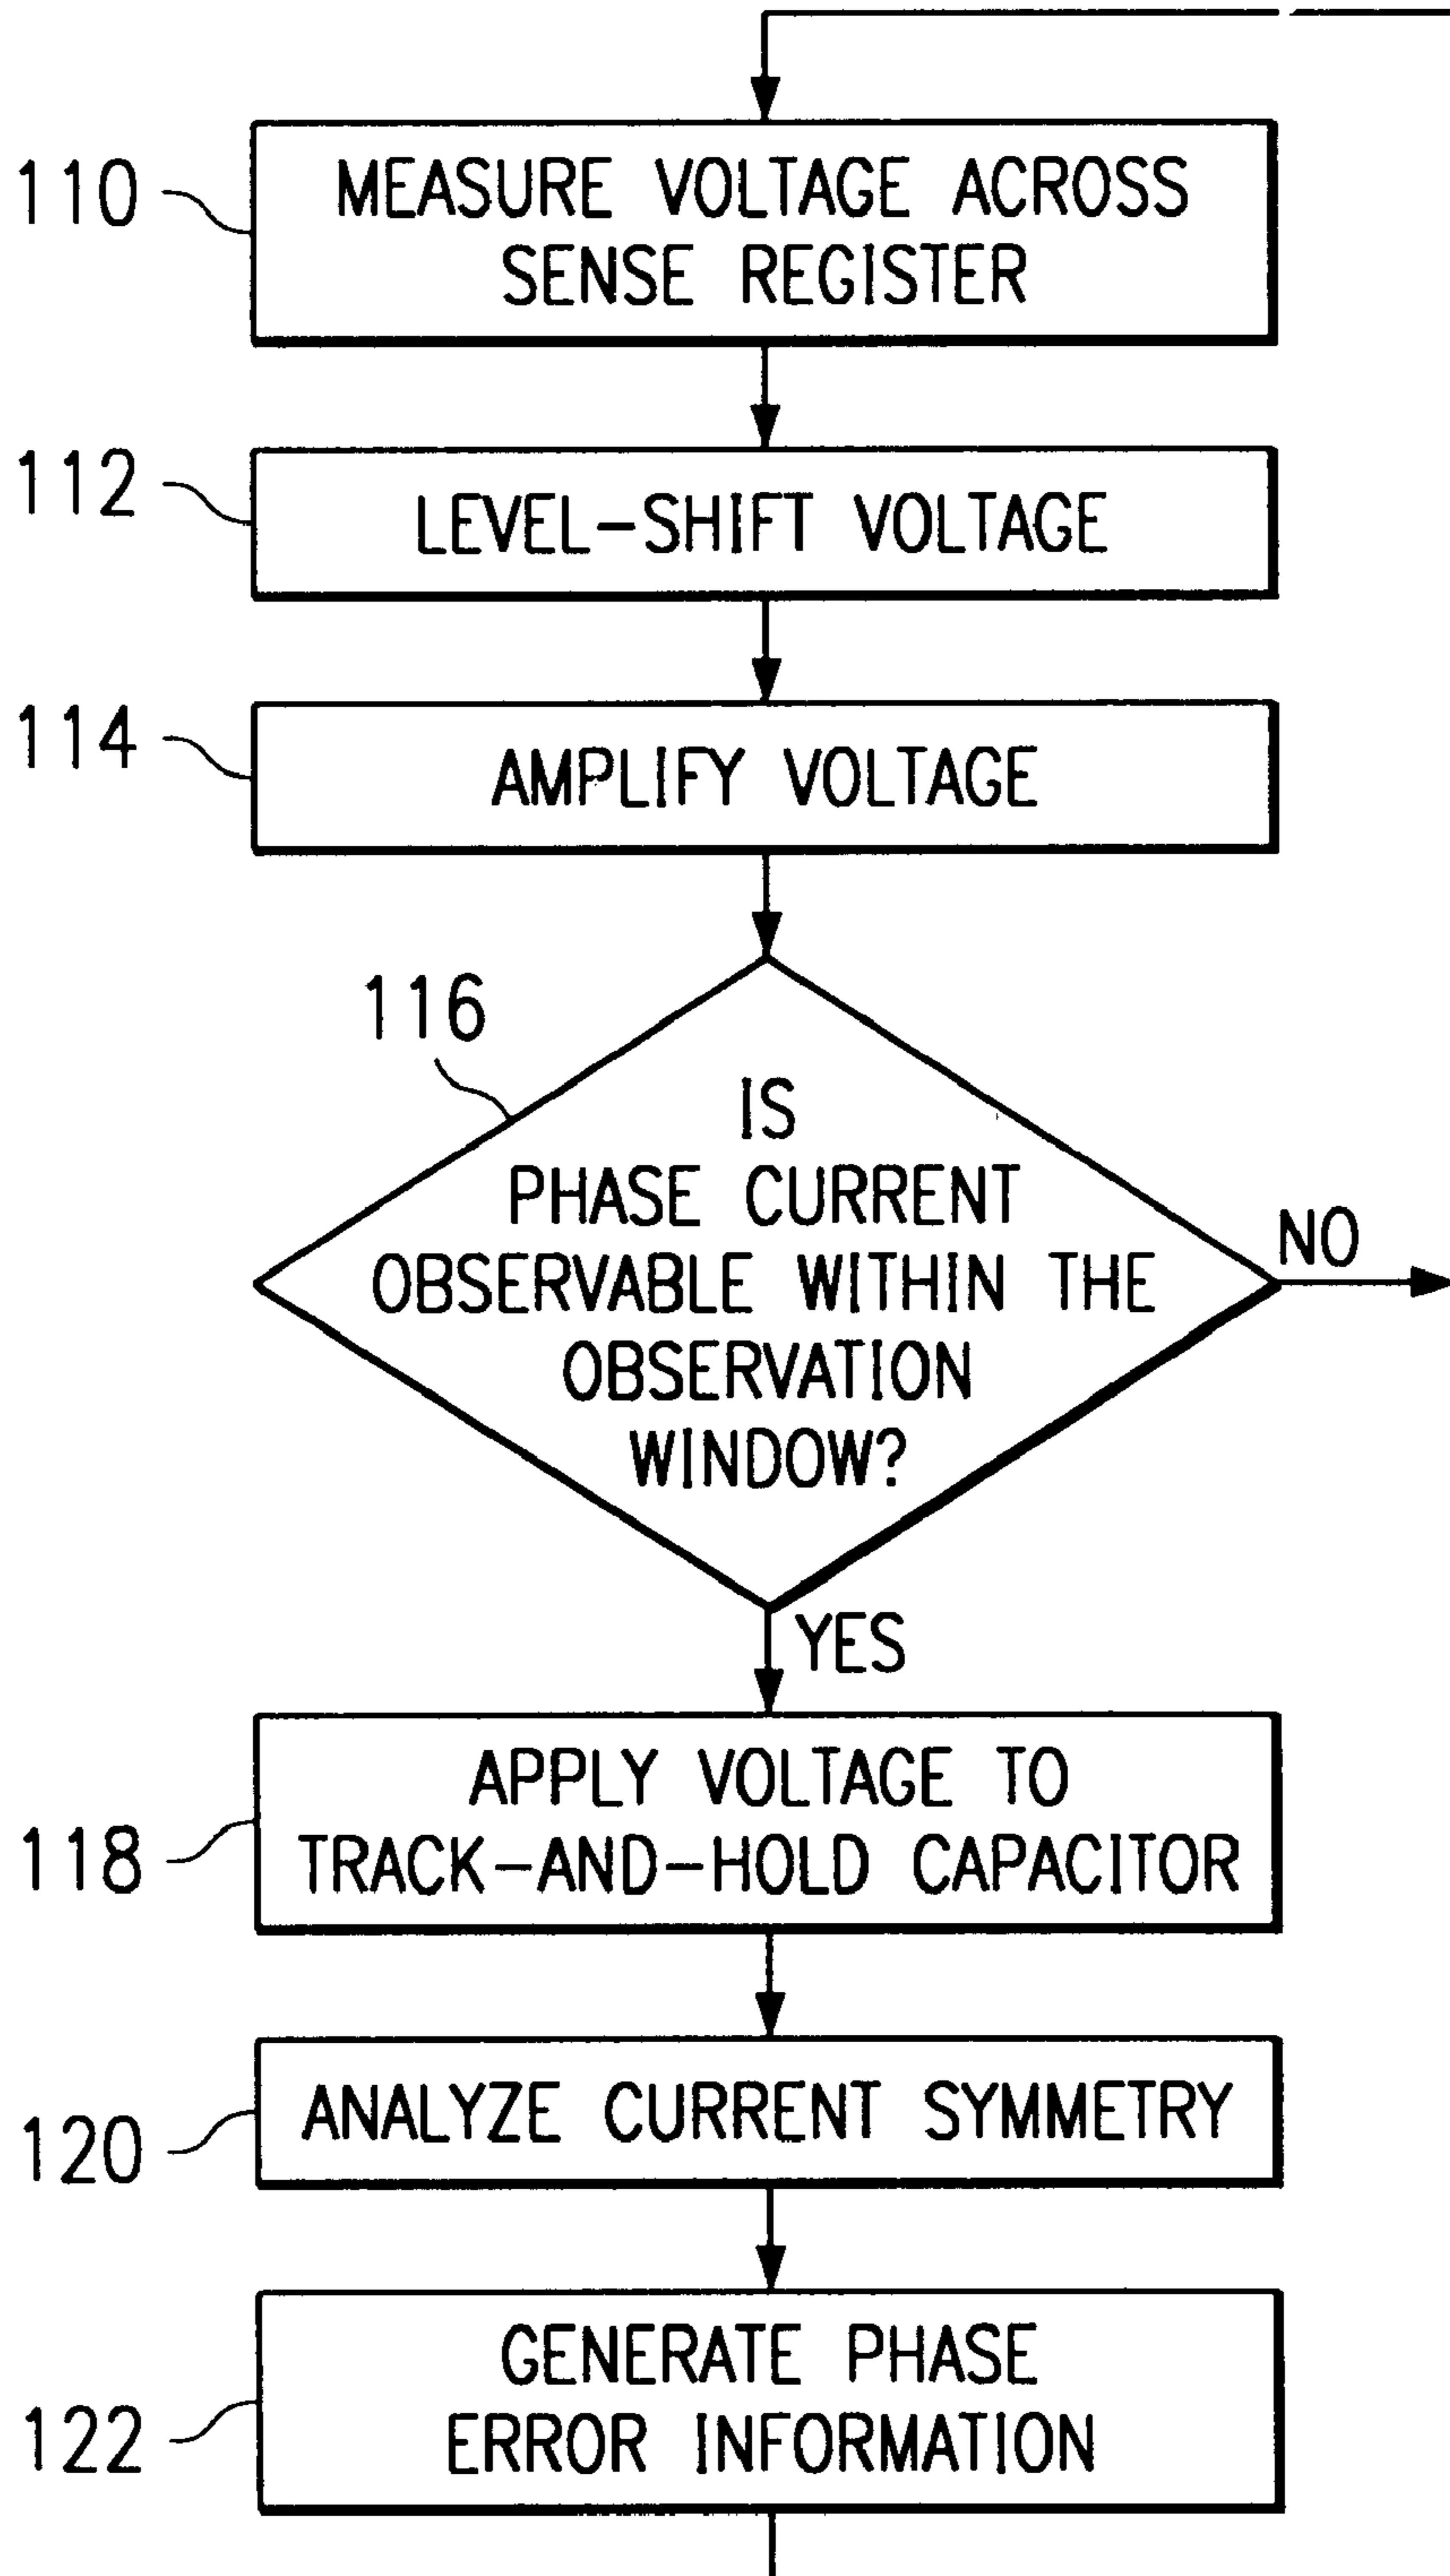 110
MEASURE VOLTAGE ACROSS
SENSE REGISTER
112
LEVEL-SHIFT VOLTAGE
114
AMPLIFY VOLTAGE
116
IS
PHASE CURRENT
OBSERVABLE WITHIN THE
OBSERVATION
WINDOW?
NO
YES
118
APPLY VOLTAGE TO
TRACK-AND-HOLD CAPACITOR
120
ANALYZE CURRENT SYMMETRY
122
GENERATE PHASE
ERROR INFORMATION